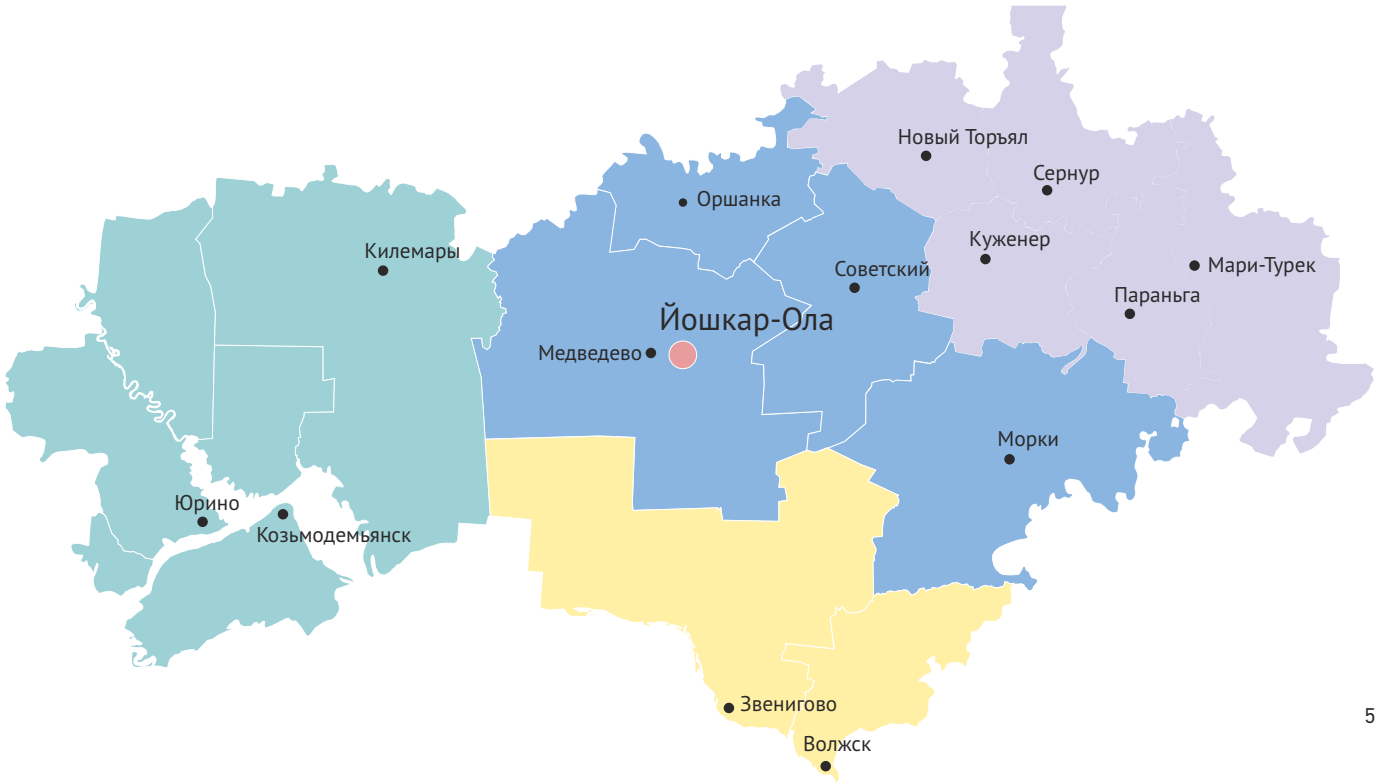 Новый Торъял
Сернур
Оршанка
Куженер
Килемары
Советский
Мари-Турек
Параньга
Йошкар-Ола
Медведево
Морки
Юрино
Козьмодемьянск
Звенигово
Волжск
5